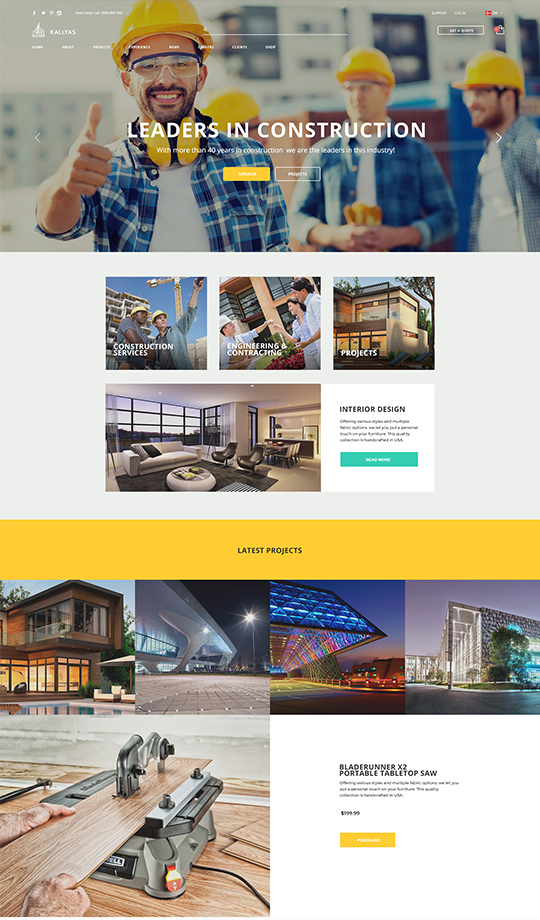 SUPPORT LOG IN
KALLYAS
GET A QUOTE
HOME ABOUT PROJECTS EXPERIENCE NEWS CAREERS CLIENTS SHOP
LEADERS IN CONSTRUCTION
With more than 40 years in construction we are the leaders in this industry!
SERVICES PROJECTS
CONSTRUCTION
SERVICES
ENGINEERING &
CONTRACTING
PROJECTS
INTERIOR DESIGN
Offering various styles and multiple
fabric options. we let you put a personal
touch on your furniture. This quality
collection is handcrafted in USA.
READ MORE
LATEST PROJECTS
BLADERUNNER X2
PORTABLE TABLETOP SAW
Offering various styles and multiple fabric options. we let
you put a personal touch on your furniture. This quality
collection is handcrafted in USA.
$199.99
PURCHASE